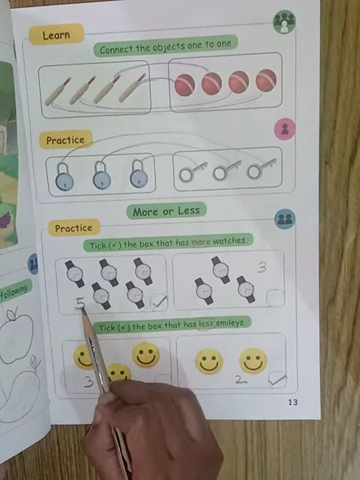 Learn
Connect the objects one to one
Practice
More or Less
Practice
Tick (✓) the box that has more watches
5
3
Tick (✓) the box that has less smileys
3
2
13
following